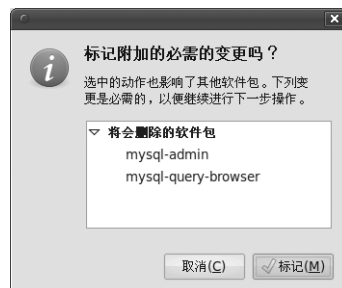 标记附加的必需的变更吗？
选中的动作也影响了其他软件包。下列变
更是必需的，以便继续进行下一步操作。
将会删除的软件包
mysql-admin
mysql-query-browser
取消(C)
标记(M)